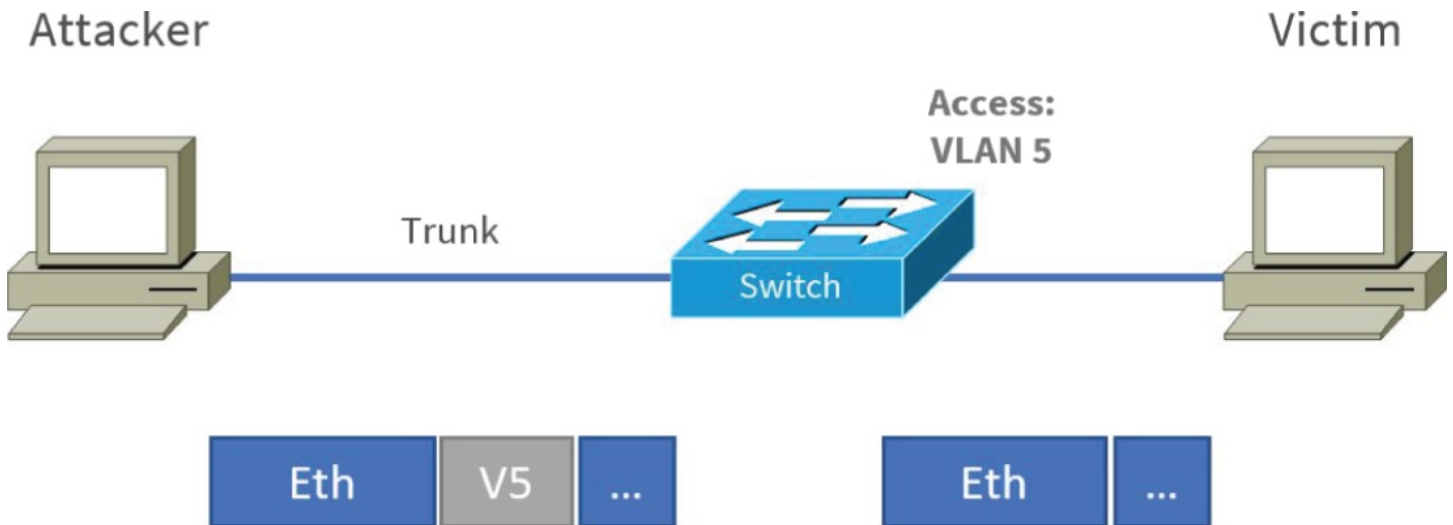 Attacker
Victim
Access:
VLAN 5
Trunk
Switch
Eth V5 ...
Eth ...